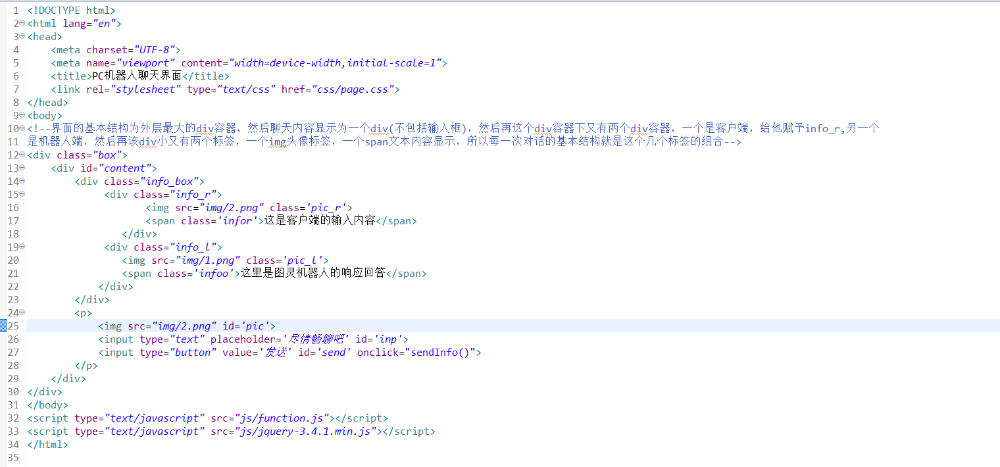 1 <!DOCTYPE html>
2 <html lang="en">
3 <head>
4 <meta charset="UTF-8">
5 <meta name="viewport" content="width=device-width,initial-scale=1">
6 <title>PC机器人聊天界面</title>
7 <link rel="stylesheet" type="text/css" href="css/page.css">
8 </head>
9 <body>
10 <!--界面的基本结构为外层最大的div容器，然后聊天内容显示为一个div(不包括输入框)，然后再这个div容器下又有两个div容器，一个是客户端，给他赋予info_r,另一个
11 是机器人端，然后再该div小又有两个标签，一个img头像标签，一个span文本内容显示，所以每一次对话的基本结构就是这个几个标签的组合-->
12 <div class="box">
13 <div id="content">
14 <div class="info_box">
15 <div class="info_r">
16 <img src="img/2.png" class='pic_r'>
17 <span class='infor'>这是客户端的输入内容</span>
18 </div>
19 <div class="info_l">
20 <img src="img/1.png" class='pic_l'>
21 <span class='infoo'>这里是图灵机器人的响应回答</span>
22 </div>
23 </div>
24 <p>
25 <img src="img/2.png" id='pic'>
26 <input type="text" placeholder='尽情畅聊吧' id='inp'>
27 <input type="button" value='发送' id='send' onclick="sendInfo()">
28 </p>
29 </div>
30 </div>
31 </body>
32 <script type="text/javascript" src="js/function.js"></script>
33 <script type="text/javascript" src="js/jquery-3.4.1.min.js"></script>
34 </html>
35